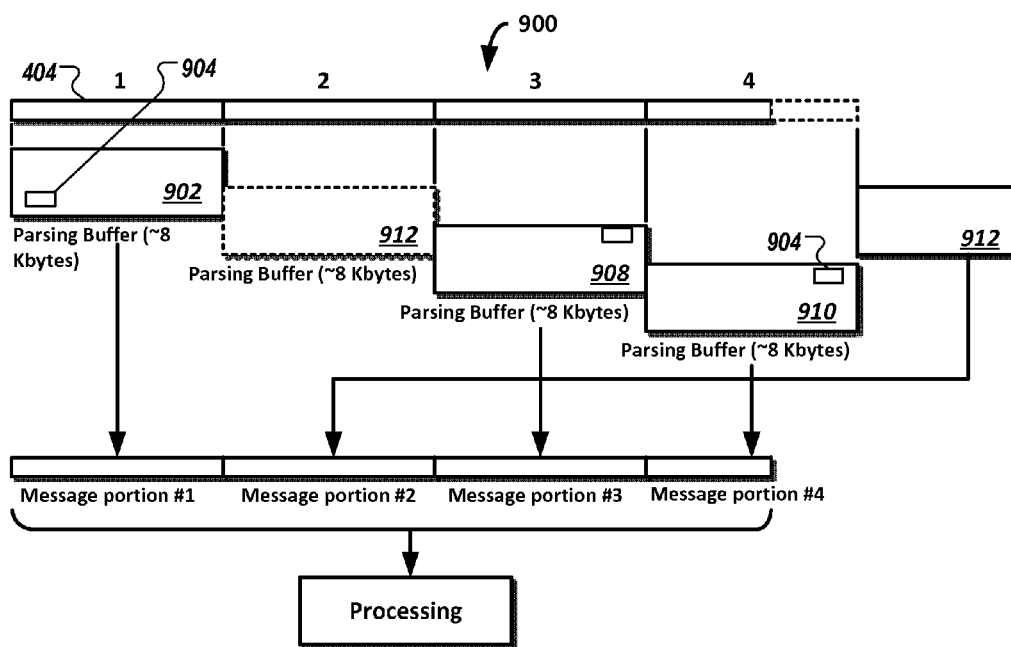 900
404
1
904
2
3
4
902
912
908
904
910
912
Parsing Buffer (~8
Kbytes)
Parsing Buffer (~8 Kbytes)
Parsing Buffer (~8 Kbytes)
Parsing Buffer (~8 Kbytes)
Message portion #1
Message portion #2
Message portion #3
Message portion #4
Processing